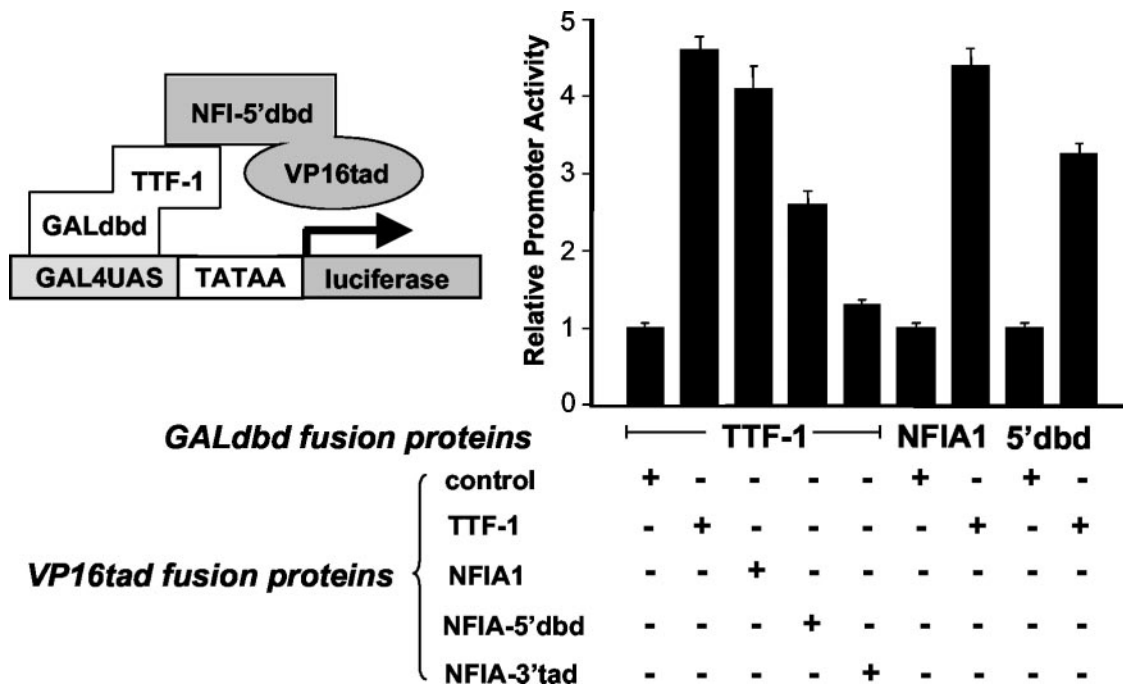 NFI-5’dbd
VP16tad
TTF-1
GALdbd
GAL4UAS TATAA luciferase
Relative Promoter Activity
5
4
3
2
1
0
GALdbd fusion proteins TTF-1 NFIA1 5’dbd
VP16tad fusion proteins
control + - - - - + - + -
TTF-1 - + - - - - + - +
NFIA1 - - + - - - - - -
NFIA-5’dbd - - - + - - - - -
NFIA-3’tad - - - - + - - - -